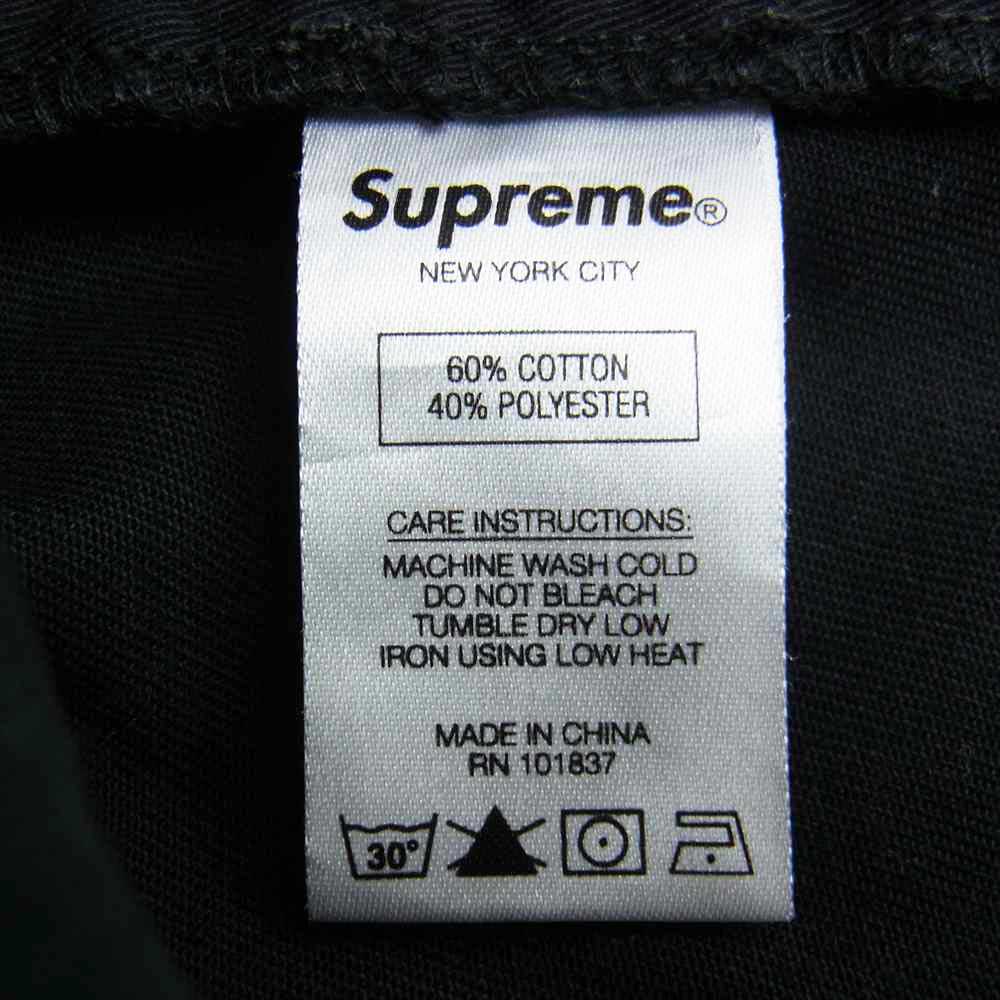 Supreme®
NEW YORK CITY
60% COTTON
40% POLYESTER
CARE INSTRUCTIONS:
MACHINE WASH COLD
DO NOT BLEACH
TUMBLE DRY LOW
IRON USING LOW HEAT
MADE IN CHINA
RN 101837
30°